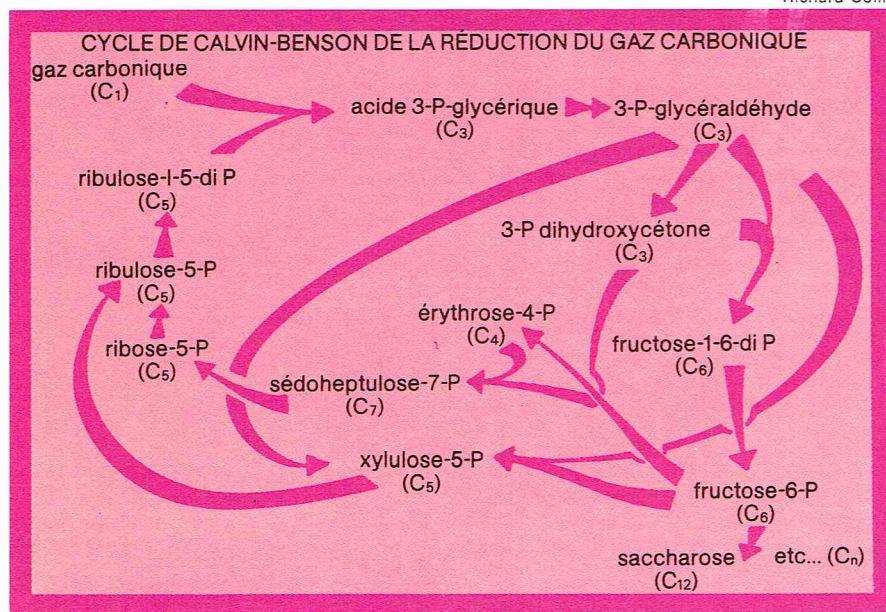 CYCLE DE CALVIN-BENSON DE LA RÉDUCTION DU GAZ CARBONIQUE
gaz carbonique
(C₁)
acide 3-P-glycérique
(C₃)
3-P-glycéraldéhyde
(C₃)
ribulose-l-5-di P
(C₅)
3-P dihydroxycétone
(C₃)
ribulose-5-P
(C₅)
érythrose-4-P
(C₄)
fructose-1-6-di P
(C₆)
ribose-5-P
(C₅)
sédoheptulose-7-P
(C₇)
xylulose-5-P
(C₅)
fructose-6-P
(C₆)
saccharose
(C₁₂)
etc... (Cₙ)